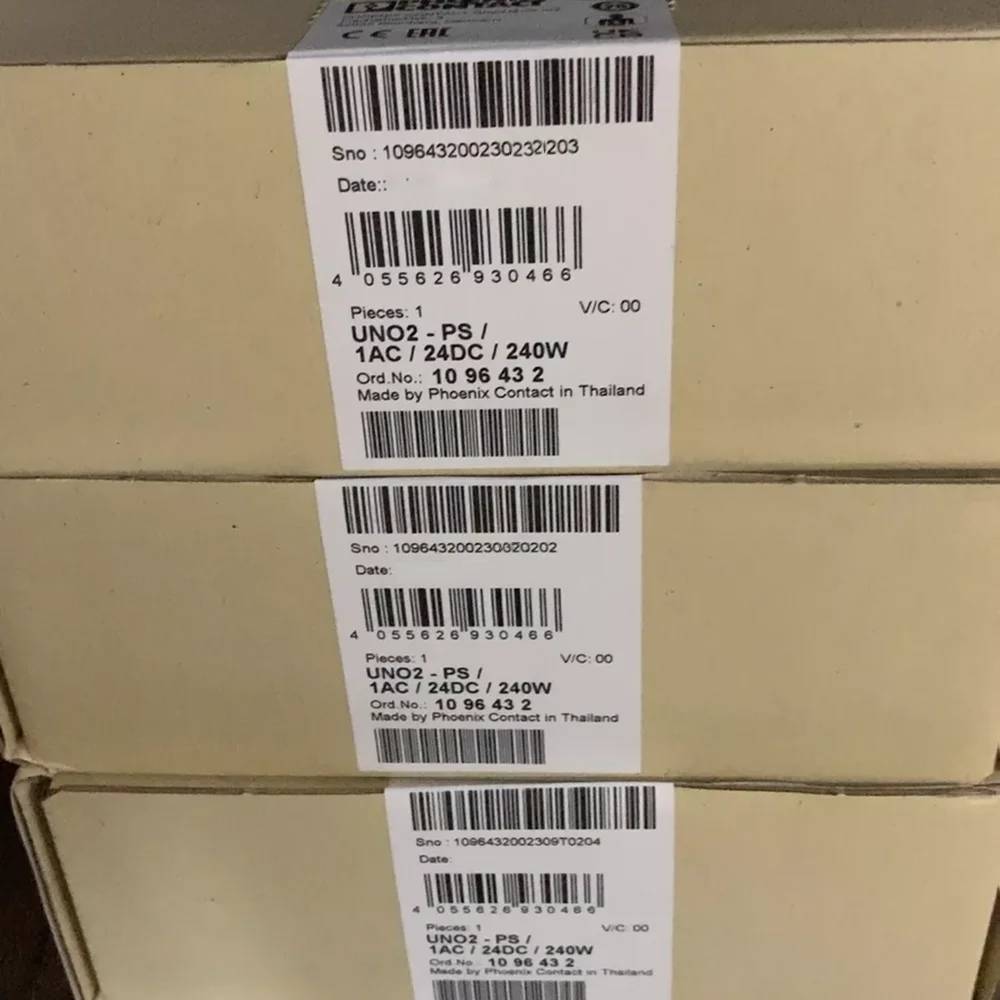 CONTACT
CE EAC
Sno : 109643200230232
Date::
4 055626 930466
Pieces: 1 V/C: 00
UNO2 - PS /
1AC / 24DC / 240W
Ord.No.: 10 96 43 2
Made by Phoenix Contact in Thailand
Sno :
Date:
4 055626 930466
Pieces: 1 V/C: 00
UNO2 - PS /
1AC / 24DC / 240W
Ord.No.: 10 96 43 2
Made by Phoenix Contact in Thailand
Sno : 1096432002309T0204
Date:
4 055626 930466
Pieces: 1 V/C: 00
UNO2 - PS /
1AC / 24DC / 240W
Ord.No.: 10 96 43 2
Made by Phoenix Contact in Thailand